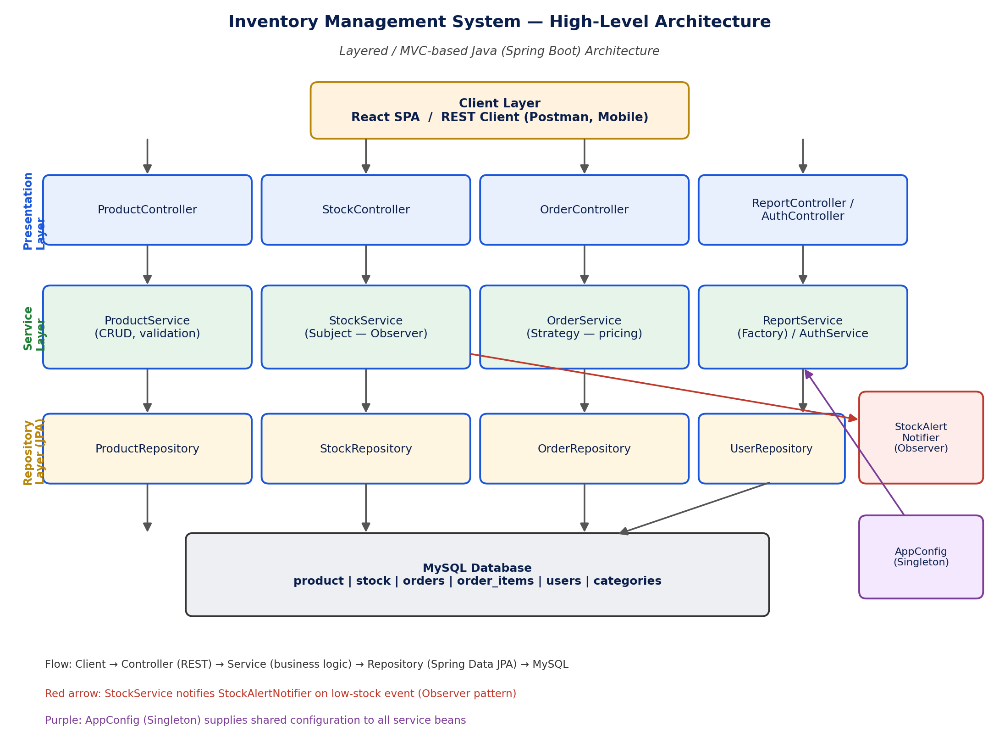 Inventory Management System — High-Level Architecture
Layered / MVC-based Java (Spring Boot) Architecture
Client Layer
React SPA  /  REST Client (Postman, Mobile)
Presentation
Layer
ProductController
StockController
OrderController
ReportController /
AuthController
Service
Layer
ProductService
(CRUD, validation)
StockService
(Subject — Observer)
OrderService
(Strategy — pricing)
ReportService
(Factory) / AuthService
Repository
Layer (JPA)
ProductRepository
StockRepository
OrderRepository
UserRepository
StockAlert
Notifier
(Observer)
AppConfig
(Singleton)
MySQL Database
product | stock | orders | order_items | users | categories
Flow: Client → Controller (REST) → Service (business logic) → Repository (Spring Data JPA) → MySQL
Red arrow: StockService notifies StockAlertNotifier on low-stock event (Observer pattern)
Purple: AppConfig (Singleton) supplies shared configuration to all service beans